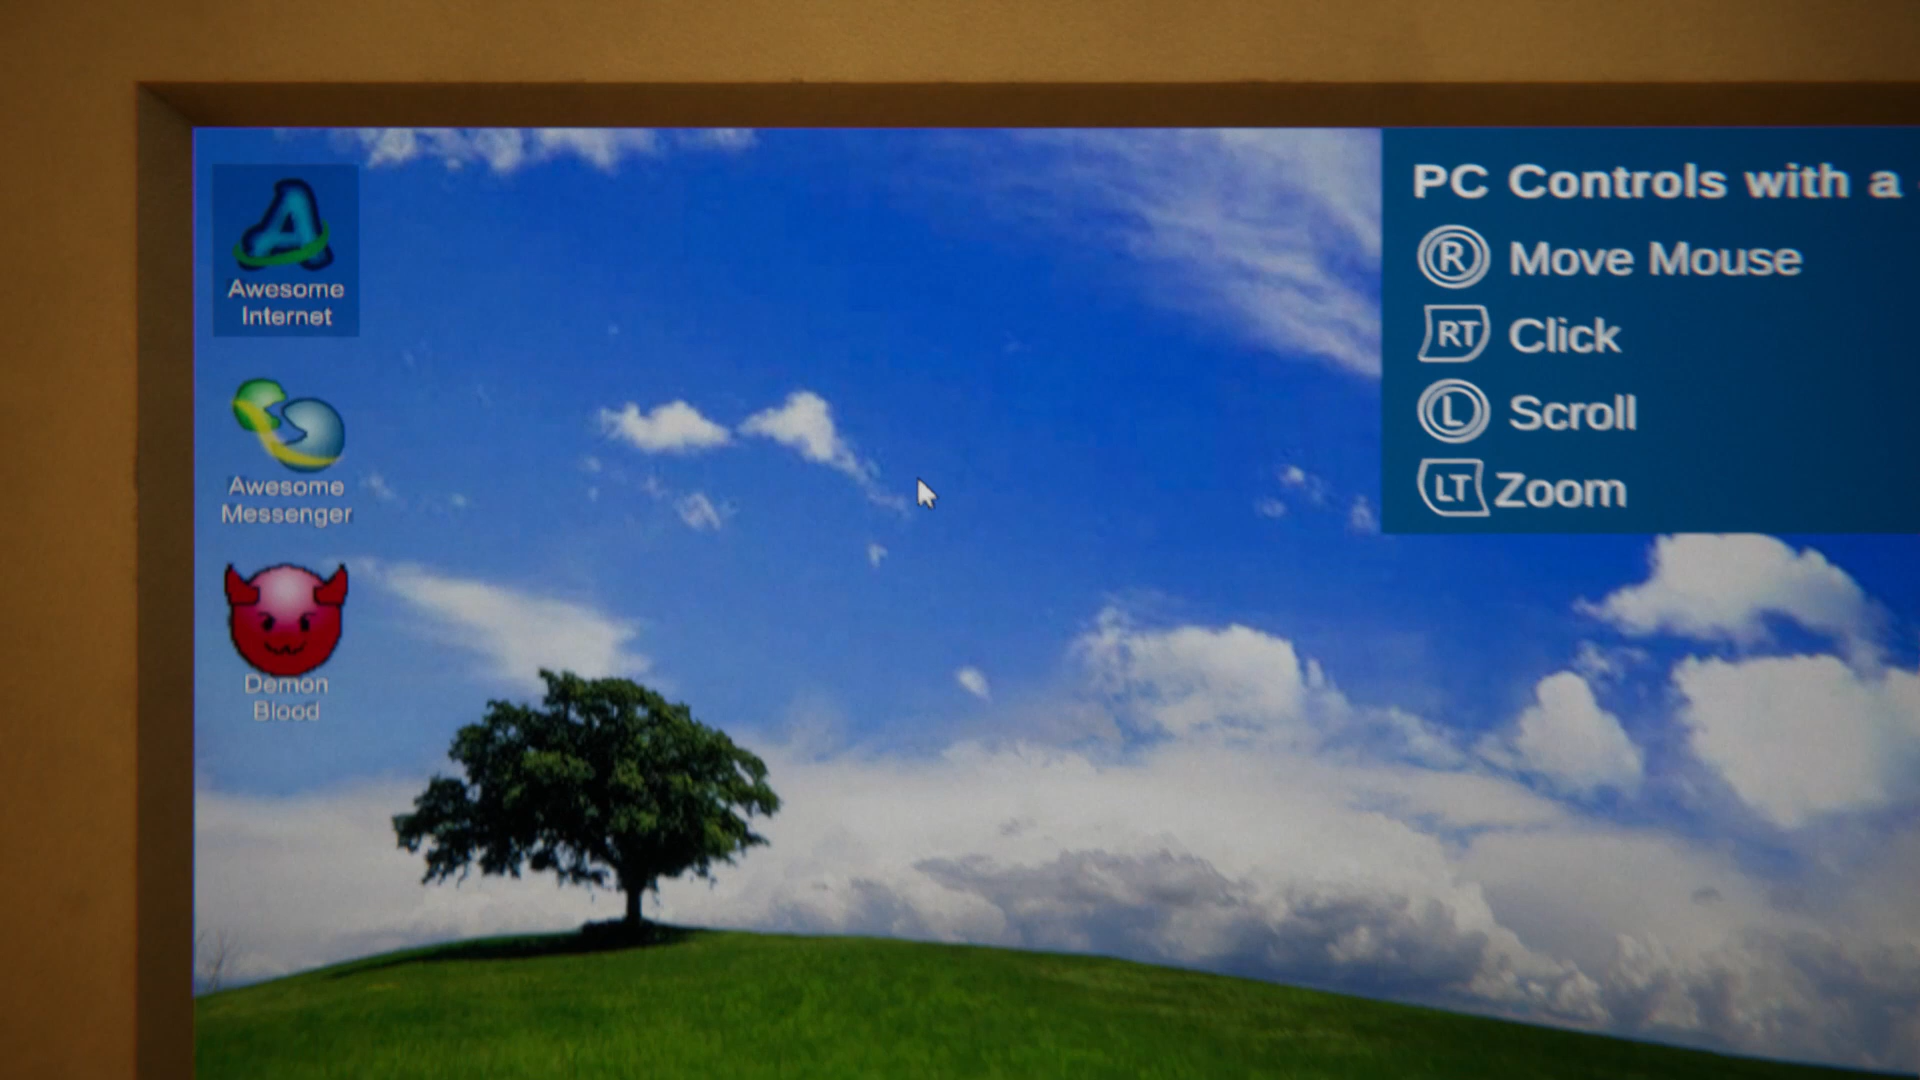 Awesome
Internet
Awesome
Messenger
Demon
Blood
PC Controls with a
R Move Mouse
RT Click
L Scroll
LT Zoom